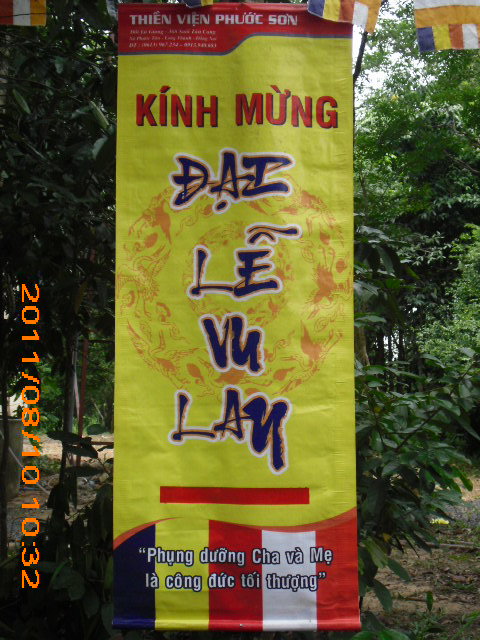 THIỀN VIỆN PHƯỚC SƠN
KÍNH MỪNG
ĐẠI
LỄ
VU
LAN
"Phụng dưỡng Cha và Mẹ
là công đức tối thượng"
2011/08/10 10:32